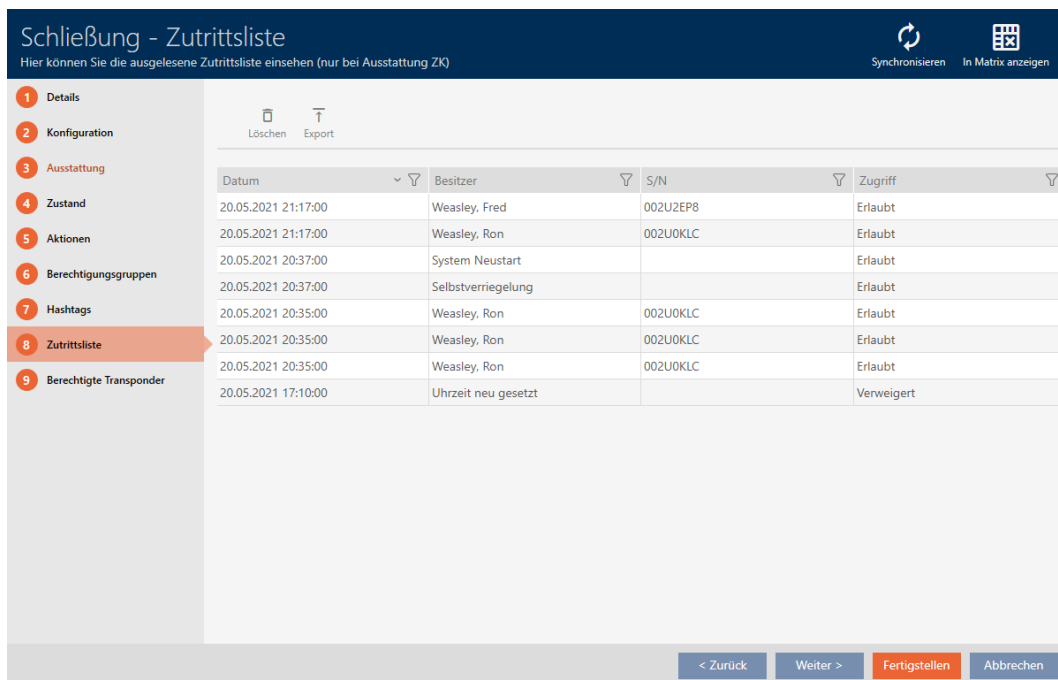 Schließung - Zutrittsliste
Hier können Sie die ausgelesene Zutrittsliste einsehen (nur bei Ausstattung ZK)
Synchronisieren
In Matrix anzeigen
1 Details
2 Konfiguration
3 Ausstattung
4 Zustand
5 Aktionen
6 Berechtigungsgruppen
7 Hashtags
8 Zutrittsliste
9 Berechtigte Transponder
Löschen Export
Datum Besitzer S/N Zugriff
20.05.2021 21:17:00 Weasley, Fred 002U2EP8 Erlaubt
20.05.2021 21:17:00 Weasley, Ron 002U0KLC Erlaubt
20.05.2021 20:37:00 System Neustart Erlaubt
20.05.2021 20:37:00 Selbstverriegelung Erlaubt
20.05.2021 20:35:00 Weasley, Ron 002U0KLC Erlaubt
20.05.2021 20:35:00 Weasley, Ron 002U0KLC Erlaubt
20.05.2021 20:35:00 Weasley, Ron 002U0KLC Erlaubt
20.05.2021 17:10:00 Uhrzeit neu gesetzt Verweigert
< Zurück Weiter > Fertigstellen Abbrechen